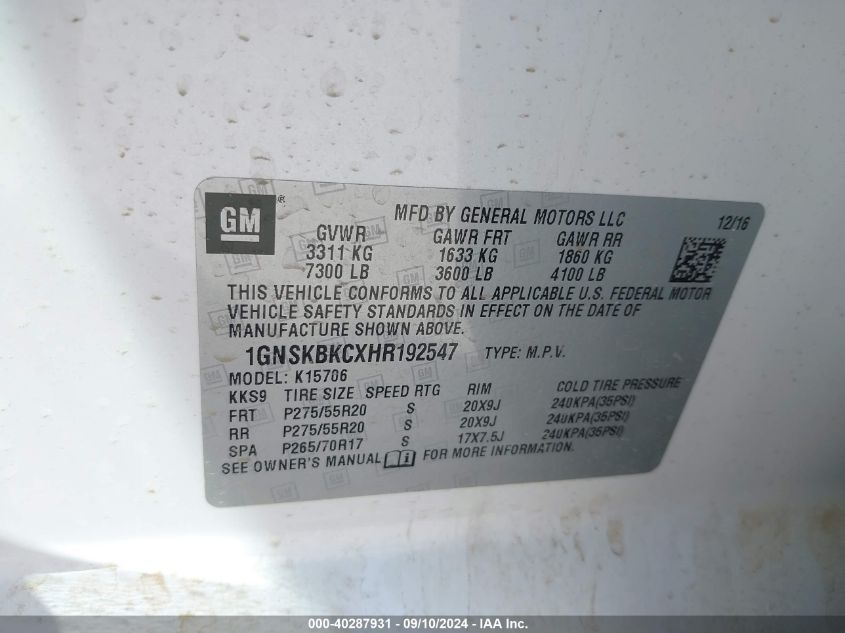 GM ®
MFD BY GENERAL MOTORS LLC 12/16
GVWR GAWR FRT GAWR RR
3311 KG 1633 KG 1860 KG
7300 LB 3600 LB 4100 LB
THIS VEHICLE CONFORMS TO ALL APPLICABLE U.S. FEDERAL MOTOR
VEHICLE SAFETY STANDARDS IN EFFECT ON THE DATE OF
MANUFACTURE SHOWN ABOVE.
1GNSKBKCXHR192547 TYPE: M.P.V.
MODEL: K15706
KKS9 TIRE SIZE SPEED RTG RIM COLD TIRE PRESSURE
FRT P275/55R20 S 20X9J 240KPA(35PSI)
RR P275/55R20 S 20X9J 240KPA(35PSI)
SPA P265/70R17 S 17X7.5J 240KPA(35PSI)
SEE OWNER'S MANUAL i FOR MORE INFORMATION.
000-40287931 - 09/10/2024 - IAA Inc.